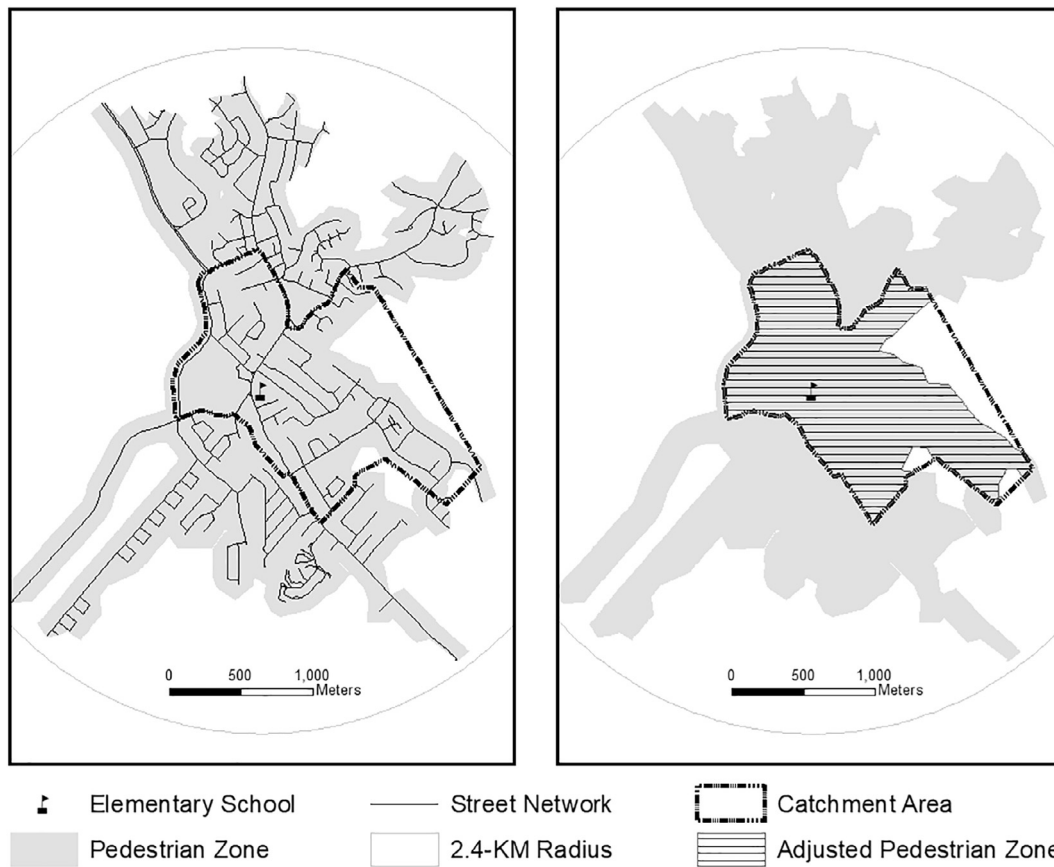 0 500 1,000
Meters
0 500 1,000
Meters
Elementary School
Street Network
Catchment Area
Pedestrian Zone
2.4-KM Radius
Adjusted Pedestrian Zone